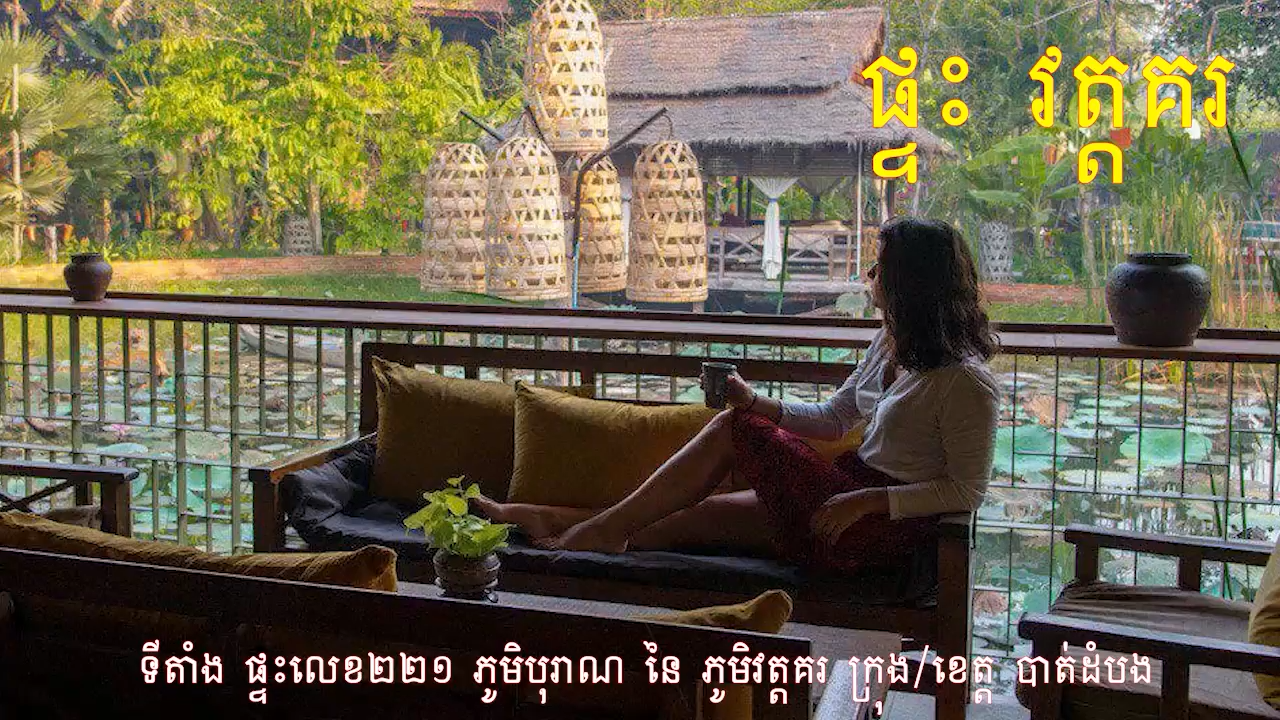 ផ្ទះ វត្តគរ
ទីតាំង ផ្ទះលេខ២២១ ភូមិបុរាណ នៃ ភូមិវត្តគរ ក្រុង/ខេត្ត បាត់ដំបង